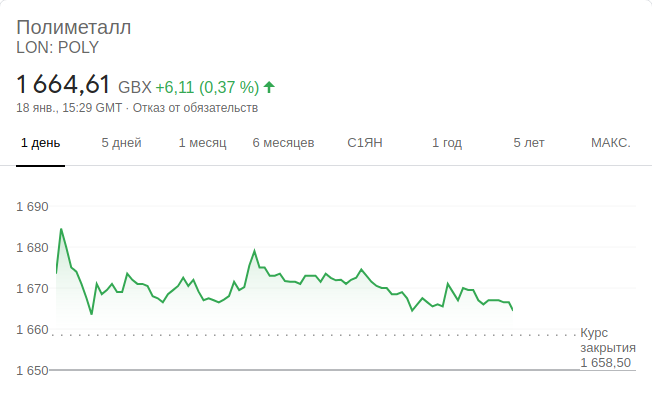 Полиметалл
LON: POLY
1 664,61 GBX +6,11 (0,37 %)
18 янв., 15:29 GMT · Отказ от обязательств
1 день 5 дней 1 месяц 6 месяцев С1ЯН 1 год 5 лет МАКС.
1 690
1 680
1 670
1 660
Курс
закрытия
1 658,50
1 650